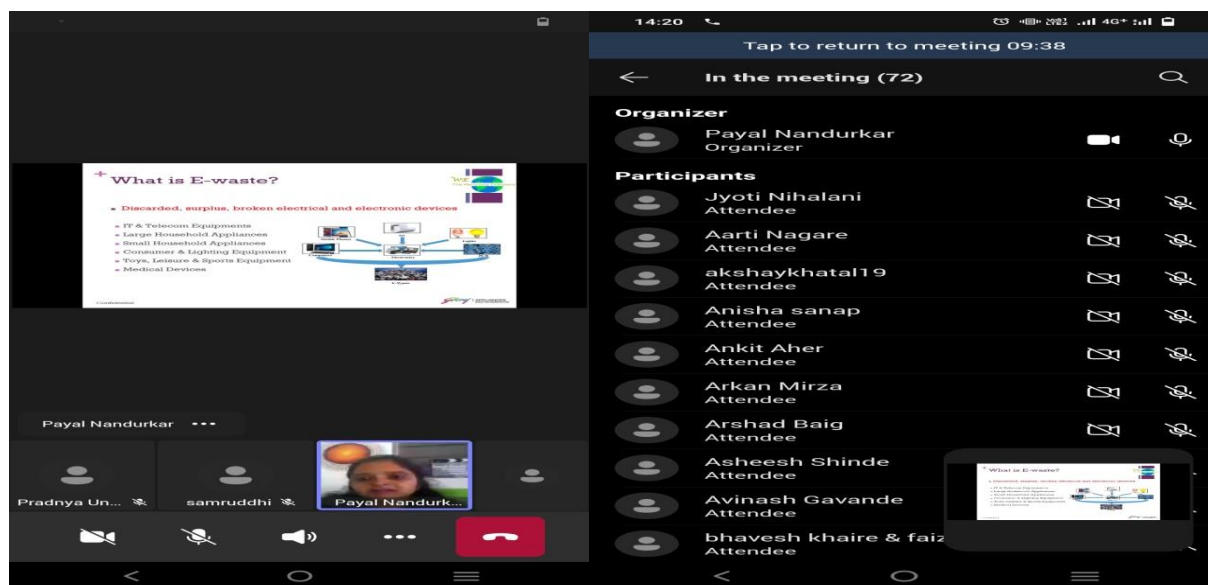 + What is E-waste?
Discarded, surplus, broken electrical and electronic devices
IT & Telecom Equipments
Large Household Appliances
Small Household Appliances
Consumer & Lighting Equipment
Toys, Leisure & Sports Equipment
Medical Devices
Payal Nandurkar
Pradnya Un...
samruddhi
Payal Nandurk...
14:20
4G+
Tap to return to meeting 09:38
In the meeting (72)
Organizer
Payal Nandurkar
Organizer
Participants
Jyoti Nihalani
Attendee
Aarti Nagare
Attendee
akshaykhatal19
Attendee
Anisha sanap
Attendee
Ankit Aher
Attendee
Arkan Mirza
Attendee
Arshad Baig
Attendee
Asheesh Shinde
Attendee
Avinash Gavande
Attendee
bhavesh khaire & faiz
Attendee
What is E-waste?